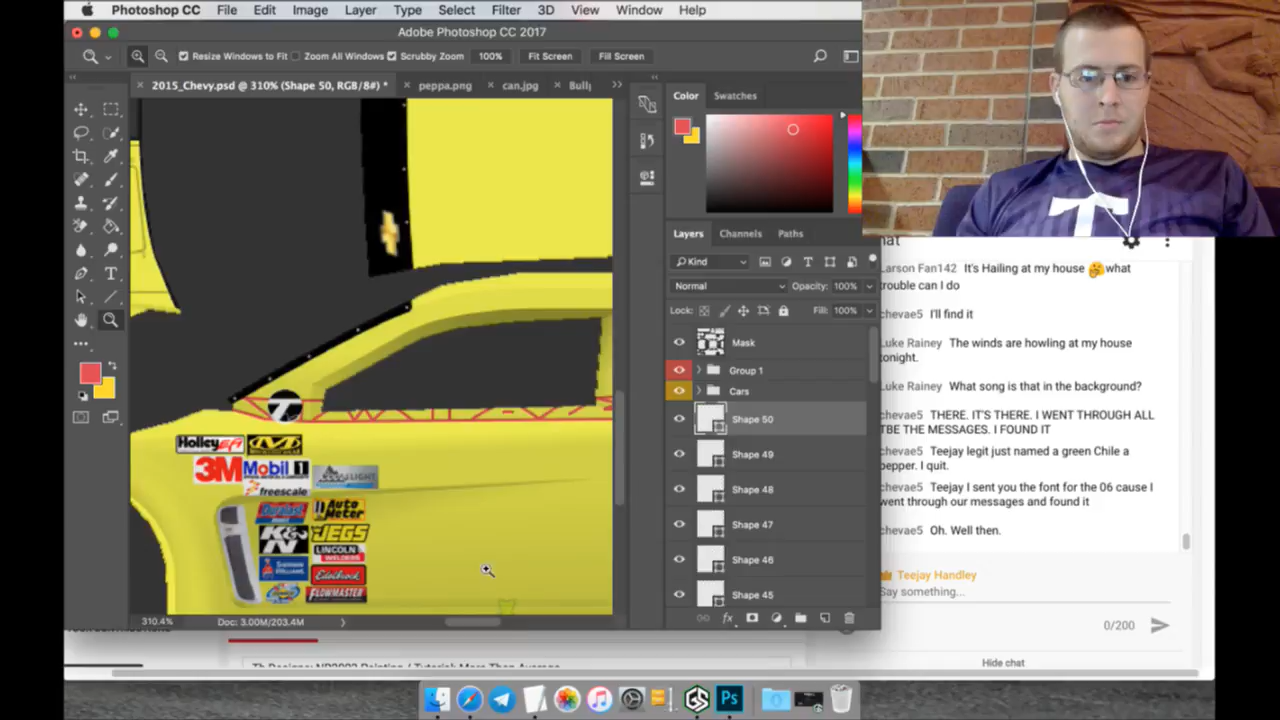 Photoshop CC File Edit Image Layer Type Select Filter 3D View Window Help
Adobe Photoshop CC 2017
Resize Windows to Fit Zoom All Windows Scrubby Zoom 100% Fit Screen Fill Screen
2015_Chevy.psd @ 310% (Shape 50, RGB/8#) * peppa.png can.jpg
Color Swatches
Layers Channels Paths
Kind
Normal Opacity: 100%
Lock: Fill: 100%
Mask
Group 1
Cars
Shape 50
Shape 49
Shape 48
Shape 47
Shape 46
Shape 45
fx
310.4% Doc: 3.00M/203.4M
T
Holley
3M Mobil 1
freescale
Duralast
Auto Meter
K&N
JEGS
LINCOLN WELDERS
SHERWIN WILLIAMS
Edelbrock
FLOWMASTER
T
Larson Fan142 It's Hailing at my house what
trouble can I do
chevae5 I'll find it
Luke Rainey The winds are howling at my house
tonight.
Luke Rainey What song is that in the background?
chevae5 THERE. IT'S THERE. I WENT THROUGH ALL
TBE THE MESSAGES. I FOUND IT
chevae5 Teejay legit just named a green Chile a
pepper. I quit.
chevae5 Teejay I sent you the font for the 06 cause I
went through our messages and found it
chevae5 Oh. Well then.
Teejay Handley
Say something...
0/200
Hide chat
Ps